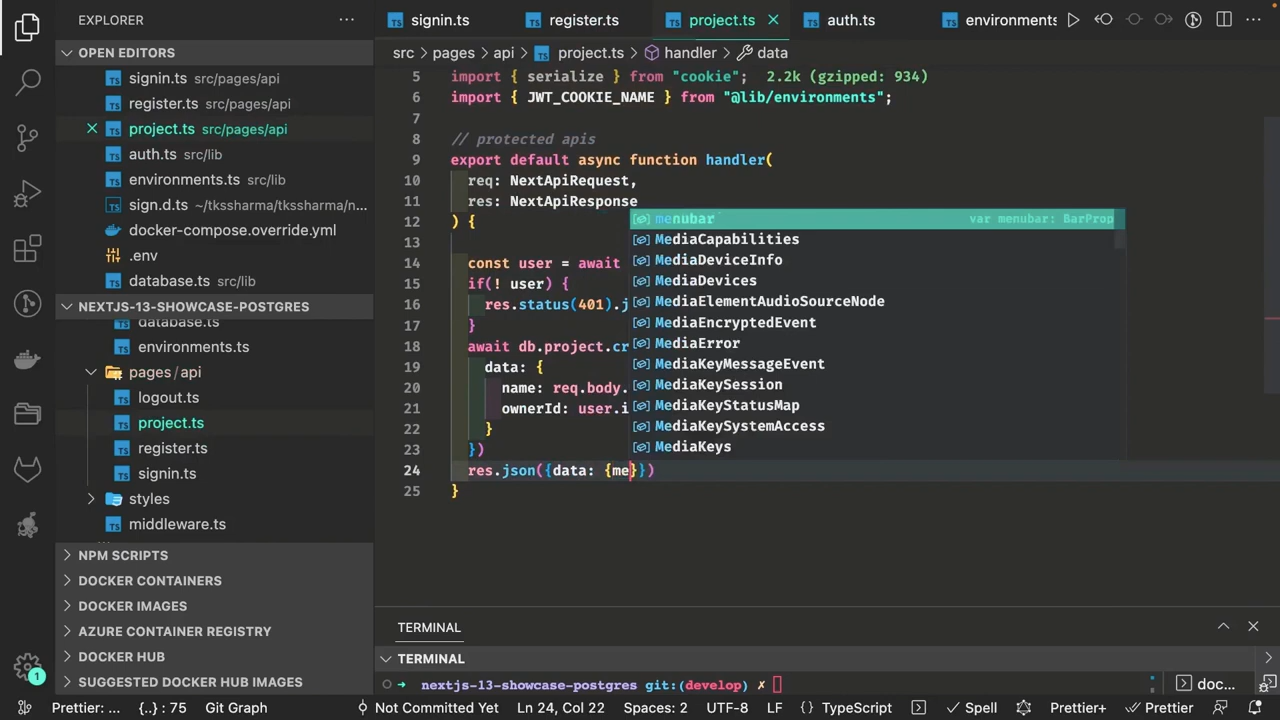 EXPLORER
signin.ts
register.ts
project.ts
auth.ts
environments
OPEN EDITORS
signin.ts src/pages/api
register.ts src/pages/api
project.ts src/pages/api
auth.ts src/lib
environments.ts src/lib
sign.d.ts ~/tkssharma/tkssharma/n...
docker-compose.override.yml
.env
database.ts src/lib
NEXTJS-13-SHOWCASE-POSTGRES
database.ts
environments.ts
pages / api
logout.ts
project.ts
register.ts
signin.ts
styles
middleware.ts
NPM SCRIPTS
DOCKER CONTAINERS
DOCKER IMAGES
AZURE CONTAINER REGISTRY
DOCKER HUB
SUGGESTED DOCKER HUB IMAGES
src > pages > api > project.ts > handler > data
5 import { serialize } from "cookie"; 2.2k (gzipped: 934)
6 import { JWT_COOKIE_NAME } from "@lib/environments";
7
8 // protected apis
9 export default async function handler(
10 req: NextApiRequest,
11 res: NextApiResponse
12 ) {
13
14 const user = await
15 if(! user) {
16 res.status(401).j
17 }
18 await db.project.cr
19 data: {
20 name: req.body.
21 ownerId: user.i
22 }
23 })
24 res.json({data: {me}})
25 }
menubar var menubar: BarProp
MediaCapabilities
MediaDeviceInfo
MediaDevices
MediaElementAudioSourceNode
MediaEncryptedEvent
MediaError
MediaKeyMessageEvent
MediaKeySession
MediaKeyStatusMap
MediaKeySystemAccess
MediaKeys
TERMINAL
TERMINAL
nextjs-13-showcase-postgres git:(develop) ✗
doc...
1
Prettier: ... {..} : 75 Git Graph Not Committed Yet Ln 24, Col 22 Spaces: 2 UTF-8 LF TypeScript Spell Prettier+ Prettier